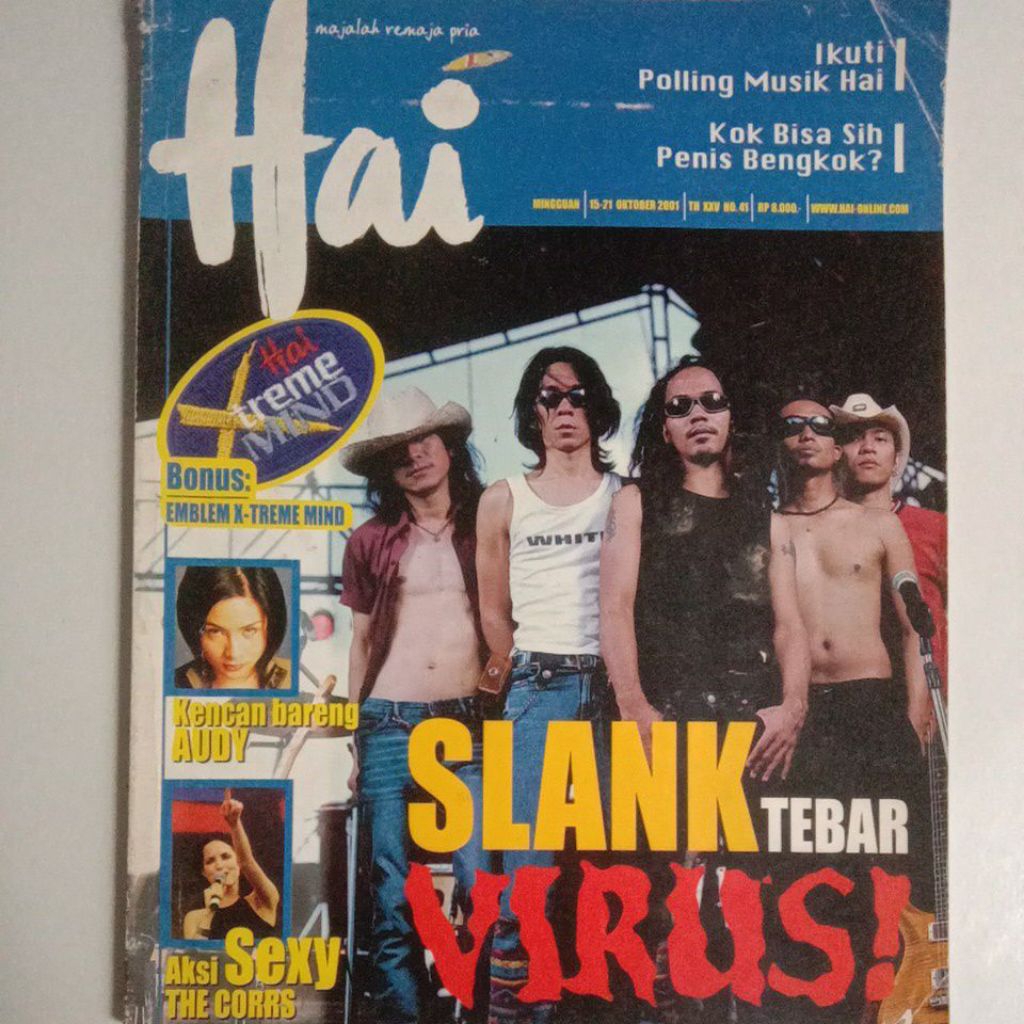 majalah remaja pria
Hai
Ikuti
Polling Musik Hai
Kok Bisa Sih
Penis Bengkok?
MINGGUAN | 15-21 OKTOBER 2001 | TH XXV NO. 41 | RP 8.000,- | WWW.HAI-ONLINE.COM
Hai
Xtreme
MIND
Bonus:
EMBLEM X-TREME MIND
WHIT
Kencan bareng
AUDY
SLANK TEBAR
VIRUS!
Aksi Sexy
THE CORRS